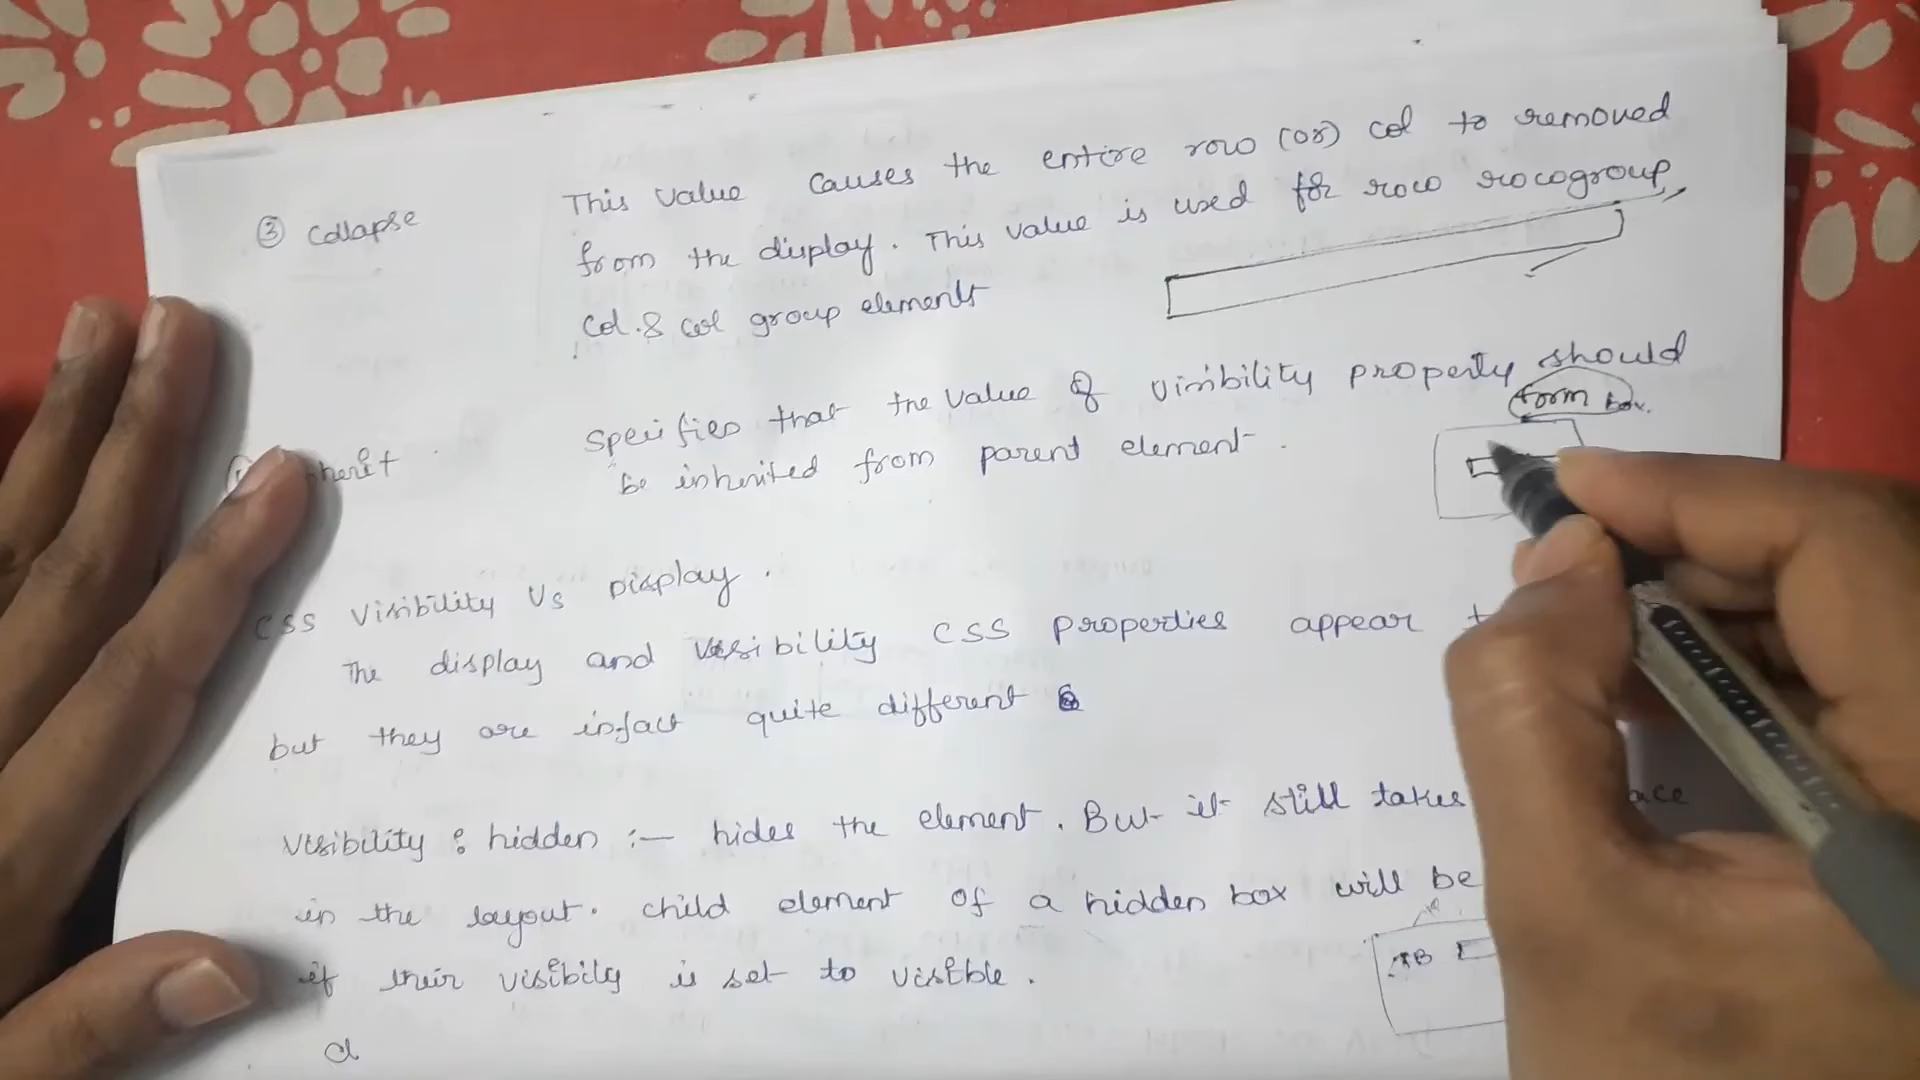 ③ Collapse This value causes the entire row (or) col to removed
from the display. This value is used for row rowgroup
col & col group elements
specifies that the value of visibility property should
form box.
be inherited from parent element.
CSS Visibility Vs Display.
The display and visibility CSS properties appear
but they are infact quite different
Visibility : hidden :— hides the element. But it still takes
in the layout. child element of a hidden box will be
if their visibily is set to visible.
d